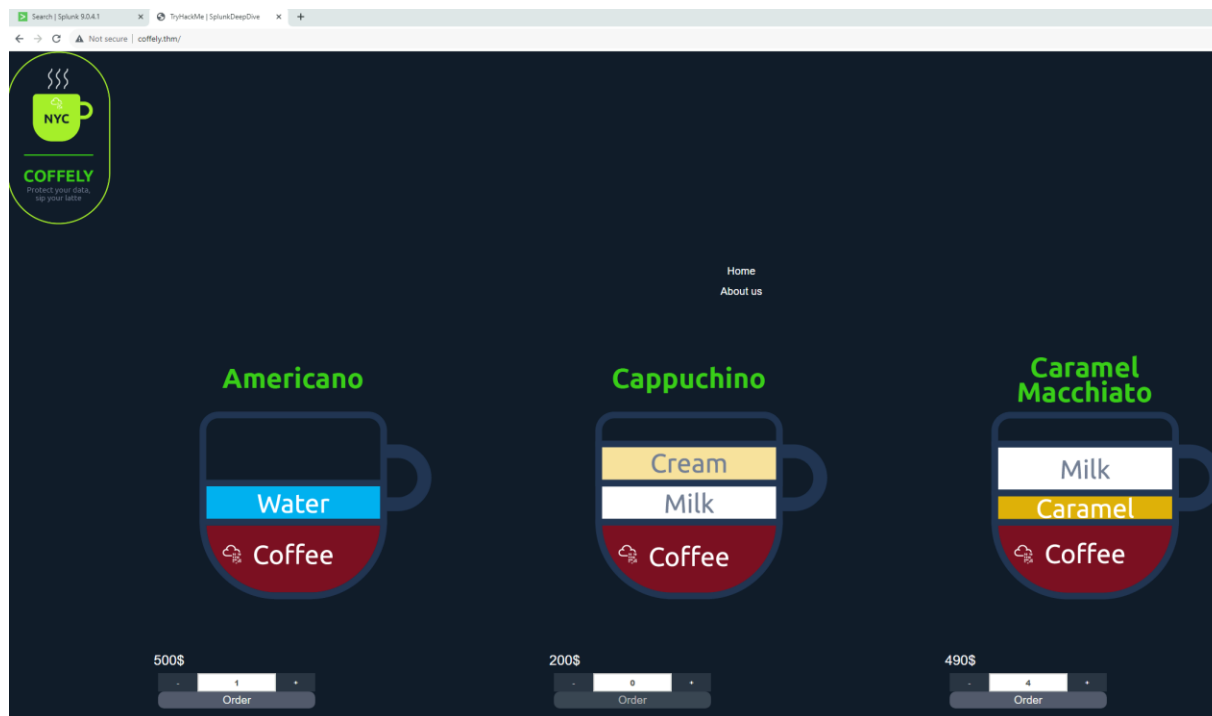 Search | Splunk 9.0.4.1
TryHackMe | SplunkDeepDive
Not secure | coffely.thm/
NYC
COFFELY
Protect your data,
sip your latte
Home
About us
Americano
Water
Coffee
500$
- 1 +
Order
Cappuchino
Cream
Milk
Coffee
200$
- 0 +
Order
Caramel
Macchiato
Milk
Caramel
Coffee
490$
- 4 +
Order